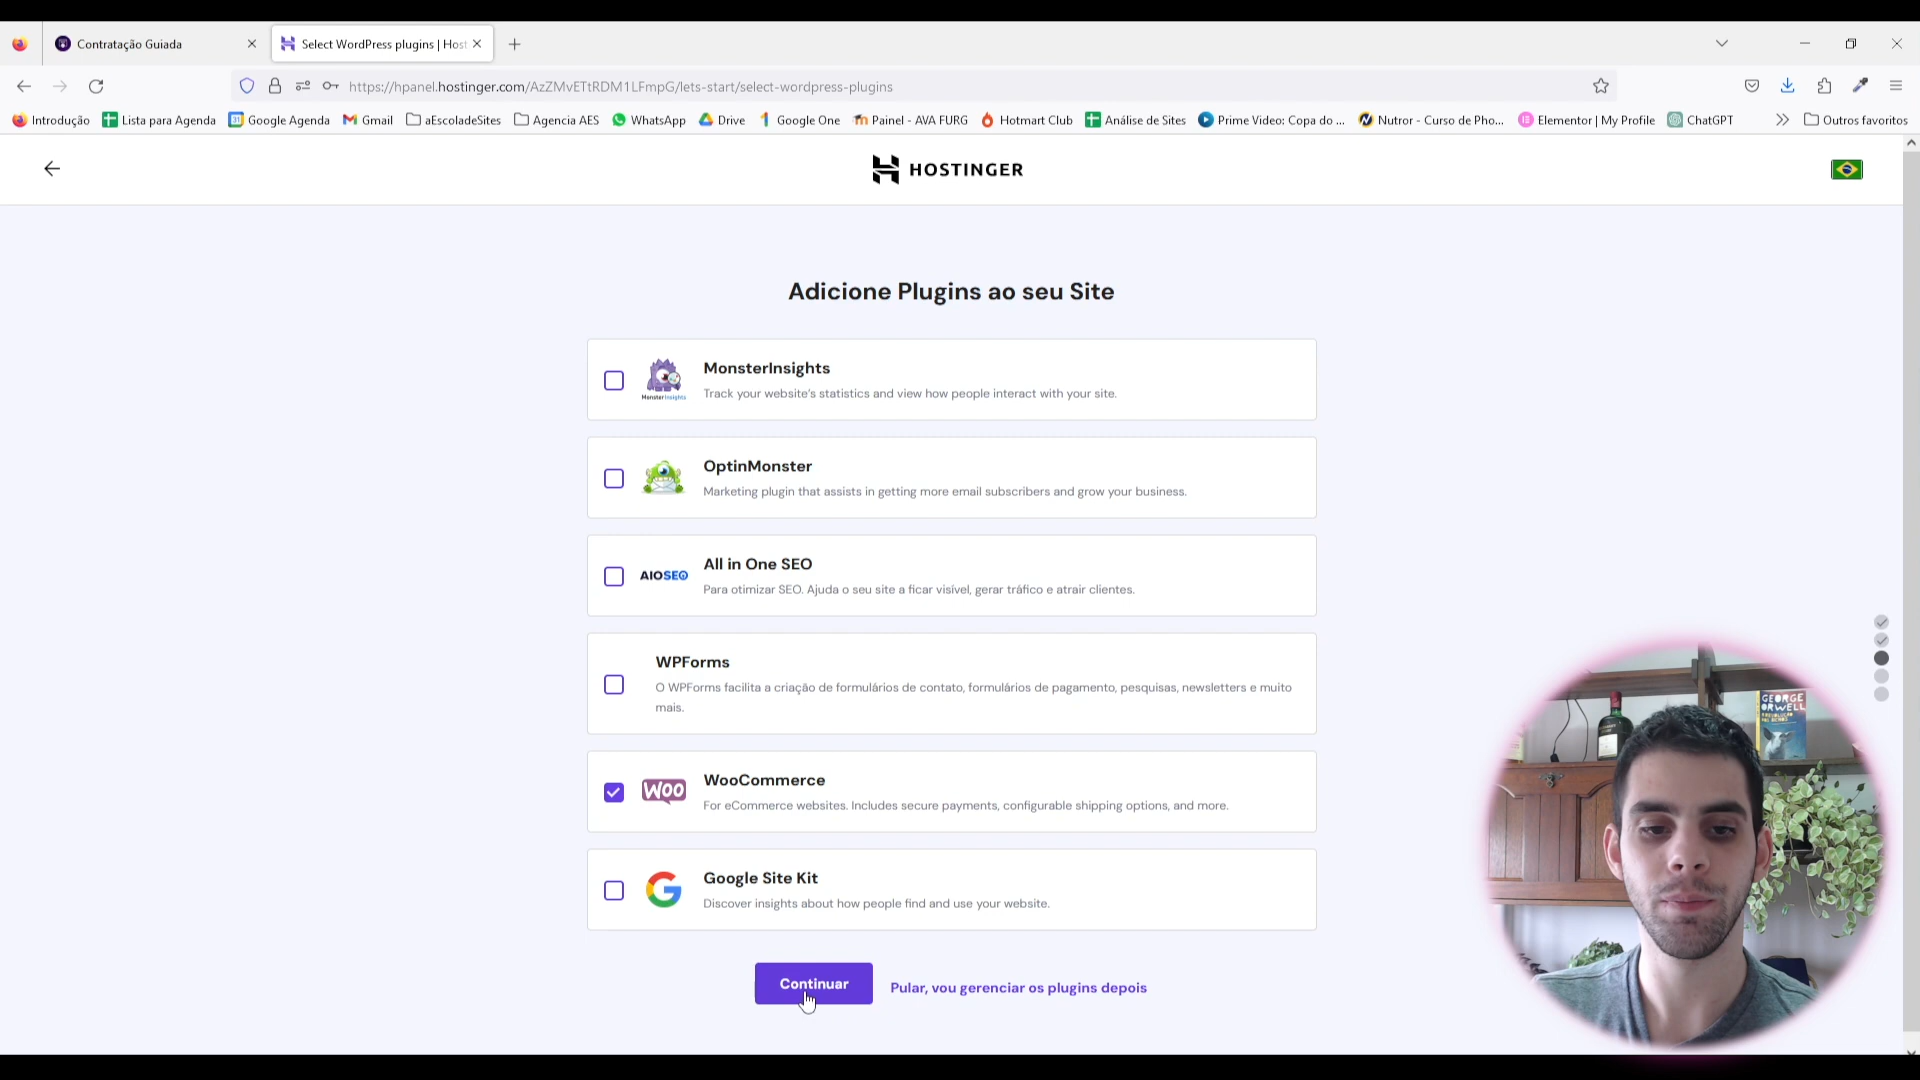 Contratação Guiada
Select WordPress plugins | Host
https://hpanel.hostinger.com/AzZMvETtRDM1LFmpG/lets-start/select-wordpress-plugins
Introdução
Lista para Agenda
Google Agenda
Gmail
aEscoladeSites
Agencia AES
WhatsApp
Drive
Google One
Painel - AVA FURG
Hotmart Club
Análise de Sites
Prime Video: Copa do ...
Nutror - Curso de Pho...
Elementor | My Profile
ChatGPT
Outros favoritos
HOSTINGER
Adicione Plugins ao seu Site
MonsterInsights
Track your website's statistics and view how people interact with your site.
MonsterInsights
OptinMonster
Marketing plugin that assists in getting more email subscribers and grow your business.
AIOSEO
All in One SEO
Para otimizar SEO. Ajuda o seu site a ficar visível, gerar tráfico e atrair clientes.
WPForms
O WPForms facilita a criação de formulários de contato, formulários de pagamento, pesquisas, newsletters e muito
mais.
WOO
WooCommerce
For eCommerce websites. Includes secure payments, configurable shipping options, and more.
Google Site Kit
Discover insights about how people find and use your website.
Continuar
Pular, vou gerenciar os plugins depois
GEORGE
ORWELL